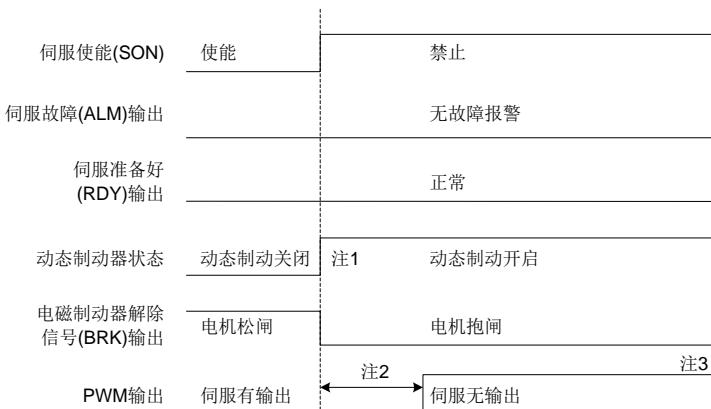 伺服使能(SON) 使能 禁止
伺服故障(ALM)输出 无故障报警
伺服准备好
(RDY)输出 正常
动态制动器状态 动态制动关闭 注1 动态制动开启
电磁制动器解除
信号(BRK)输出 电机松闸 电机抱闸
注2 注3
PWM输出 伺服有输出 伺服无输出